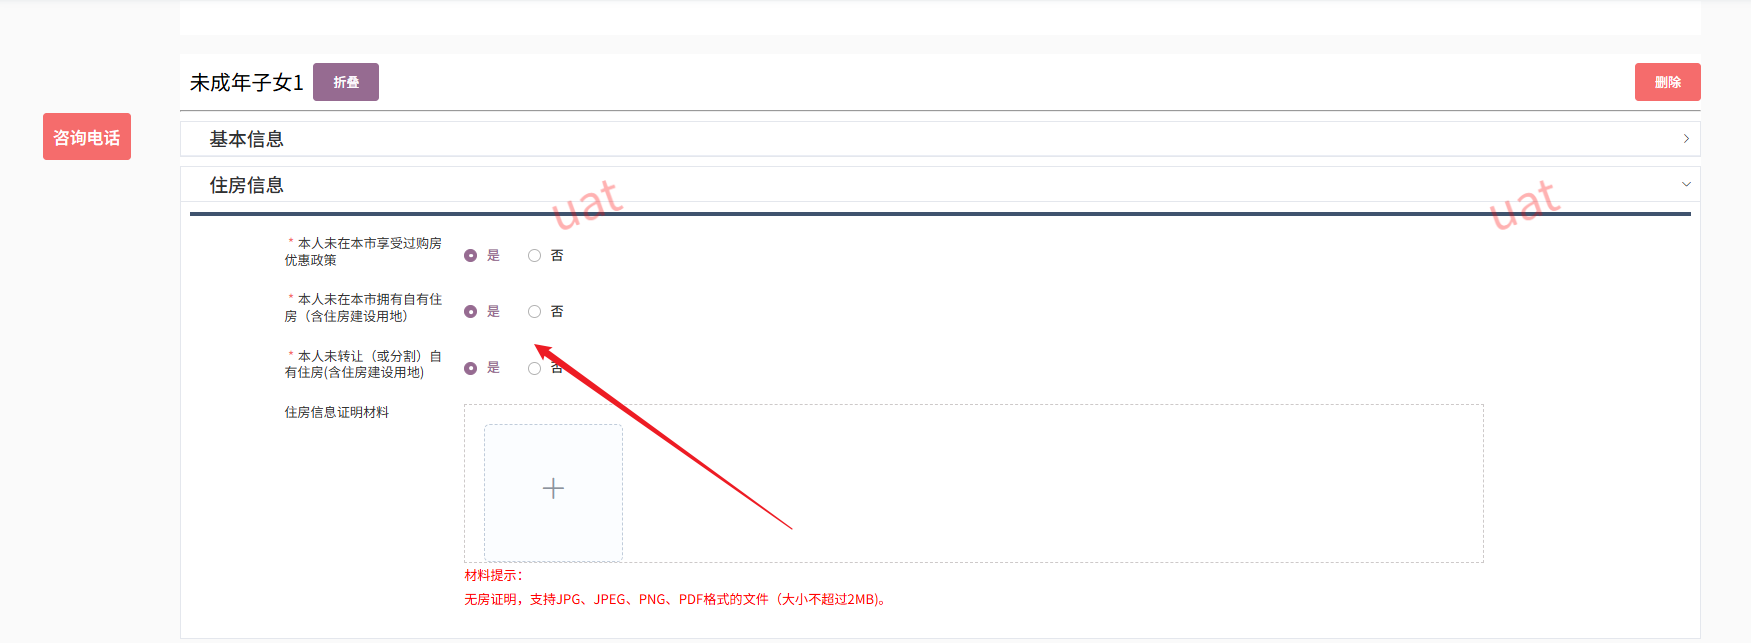 未成年子女1
折叠
删除
咨询电话
基本信息
住房信息
uat
uat
* 本人未在本市享受过购房
优惠政策
是
否
* 本人未在本市拥有自有住
房（含住房建设用地）
是
否
* 本人未转让（或分割）自
有住房(含住房建设用地)
是
否
住房信息证明材料
材料提示：
无房证明，支持JPG、JPEG、PNG、PDF格式的文件（大小不超过2MB)。